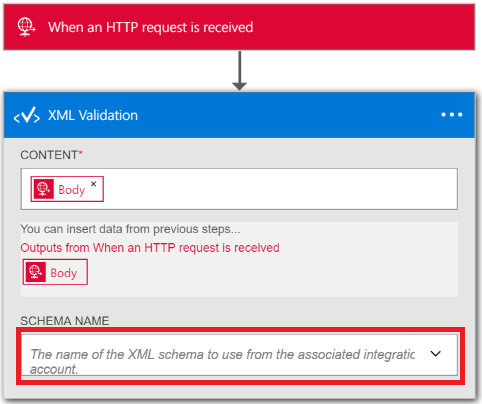 When an HTTP request is received
XML Validation
CONTENT*
Body ×
You can insert data from previous steps...
Outputs from When an HTTP request is received
Body
SCHEMA NAME
The name of the XML schema to use from the associated
account.